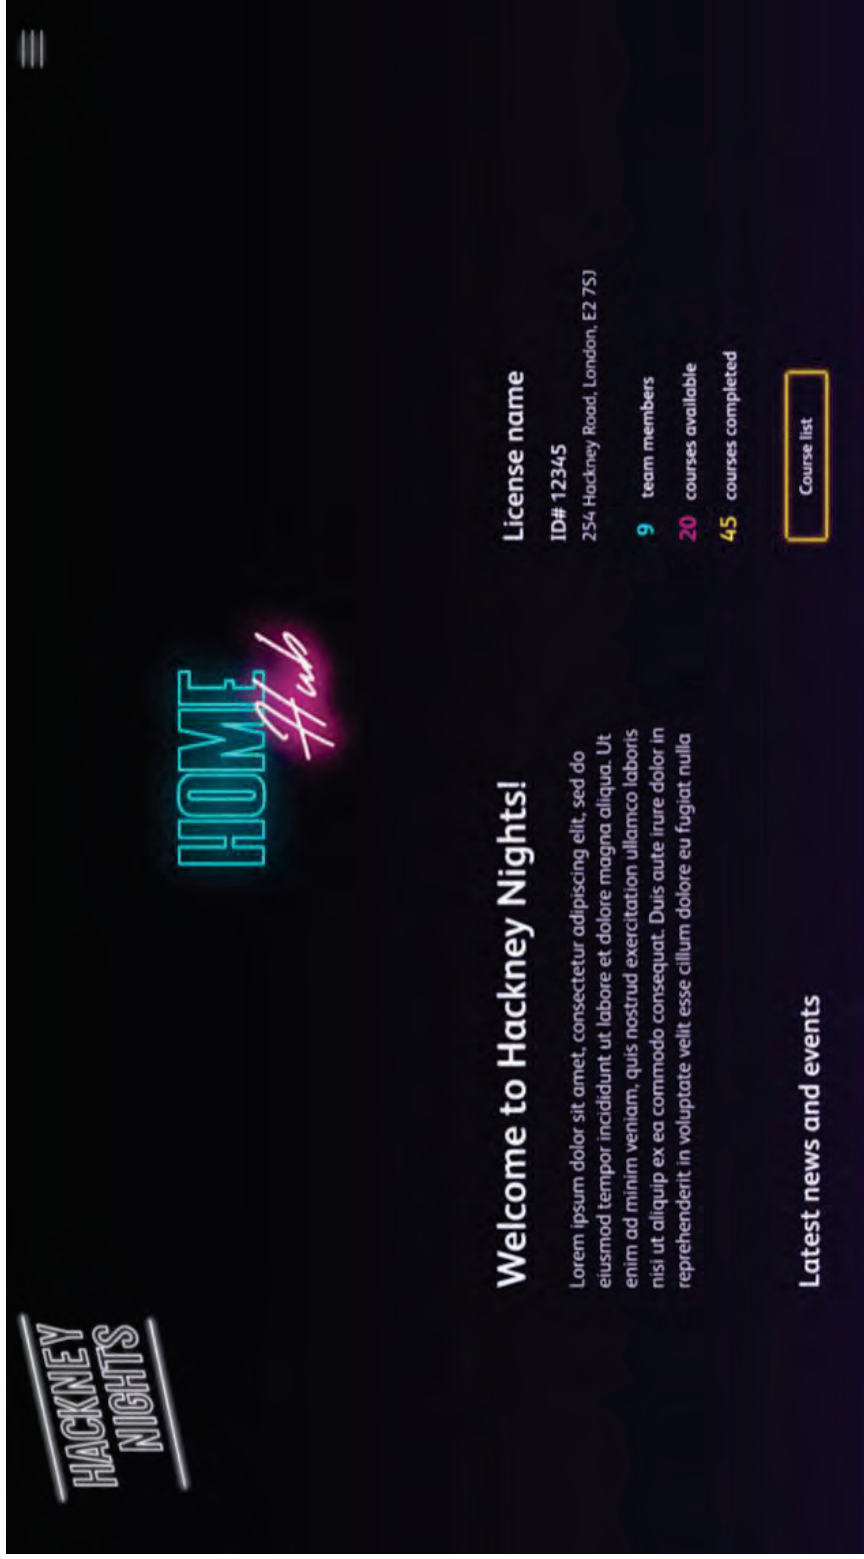 HACKNEY
NIGHTS
HOME
Hub
Welcome to Hackney Nights!
Lorem ipsum dolor sit amet, consectetur adipiscing elit, sed do
eiusmod tempor incididunt ut labore et dolore magna aliqua. Ut
enim ad minim veniam, quis nostrud exercitation ullamco laboris
nisi ut aliquip ex ea commodo consequat. Duis aute irure dolor in
reprehenderit in voluptate velit esse cillum dolore eu fugiat nulla
Latest news and events
License name
ID# 12345
254 Hackney Road, London, E2 7SJ
9 team members
20 courses available
45 courses completed
Course list